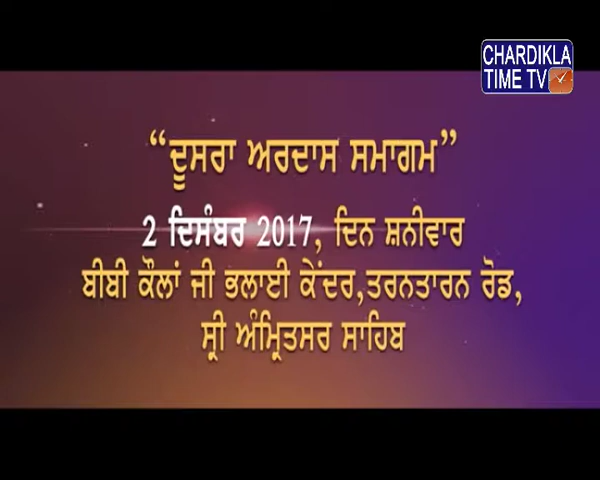 CHARDIKLA
TIME TV
“ਦੂਸਰਾ ਅਰਦਾਸ ਸਮਾਗਮ”
2 ਦਿਸੰਬਰ 2017, ਦਿਨ ਸ਼ਨੀਵਾਰ
ਬੀਬੀ ਕੌਲਾਂ ਜੀ ਭਲਾਈ ਕੇਂਦਰ,ਤਰਨਤਾਰਨ ਰੋਡ,
ਸ੍ਰੀ ਅੰਮ੍ਰਿਤਸਰ ਸਾਹਿਬ